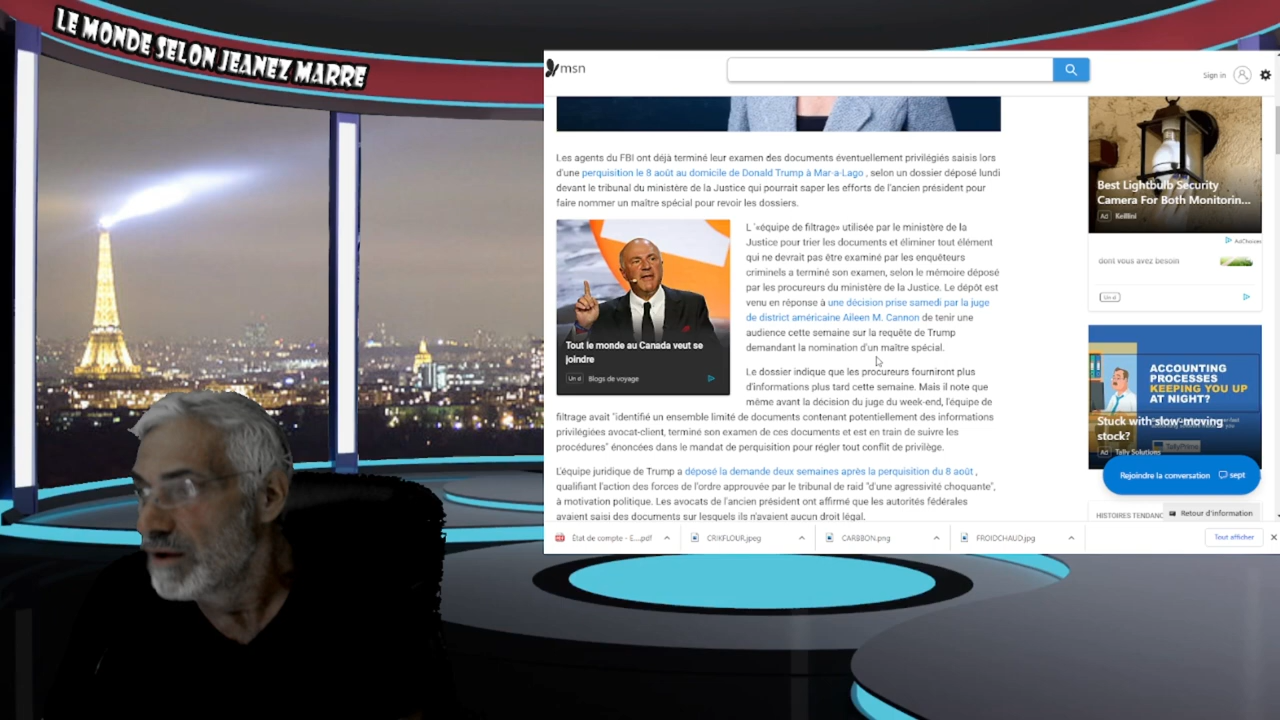 LE MONDE SELON JEANEZ MARRE
msn
Sign in
Les agents du FBI ont déjà terminé leur examen des documents éventuellement privilégiés saisis lors
d'une perquisition le 8 août au domicile de Donald Trump à Mar-a-Lago , selon un dossier déposé lundi
devant le tribunal du ministère de la Justice qui pourrait saper les efforts de l'ancien président pour
faire nommer un maître spécial pour revoir les dossiers.
Tout le monde au Canada veut se
joindre
Un d
Blogs de voyage
L '«équipe de filtrage» utilisée par le ministère de la
Justice pour trier les documents et éliminer tout élément
qui ne devrait pas être examiné par les enquêteurs
criminels a terminé son examen, selon le mémoire déposé
par les procureurs du ministère de la Justice. Le dépôt est
venu en réponse à une décision prise samedi par la juge
de district américaine Aileen M. Cannon de tenir une
audience cette semaine sur la requête de Trump
demandant la nomination d'un maître spécial.
Le dossier indique que les procureurs fourniront plus
d'informations plus tard cette semaine. Mais il note que
même avant la décision du juge du week-end, l'équipe de
filtrage avait "identifié un ensemble limité de documents contenant potentiellement des informations
privilégiées avocat-client, terminé son examen de ces documents et est en train de suivre les
procédures" énoncées dans le mandat de perquisition pour régler tout conflit de privilège.
L'équipe juridique de Trump a déposé la demande deux semaines après la perquisition du 8 août ,
qualifiant l'action des forces de l'ordre approuvée par le tribunal de raid "d'une agressivité choquante",
à motivation politique. Les avocats de l'ancien président ont affirmé que les autorités fédérales
avaient saisi des documents sur lesquels ils n'avaient aucun droit légal.
Best Lightbulb Security
Camera For Both Monitorin...
Ad Keilini
AdChoices
dont vous avez besoin
Un d
ACCOUNTING
PROCESSES
KEEPING YOU UP
AT NIGHT?
Stuck with slow-moving
stock?
TallyPrime
Ad Tally Solutions
Rejoindre la conversation sept
HISTOIRES TENDANC
Retour d'information
État de compte - E....pdf
CRIKFLOUR.jpeg
CARBBON.png
FROIDCHAUD.jpg
Tout afficher